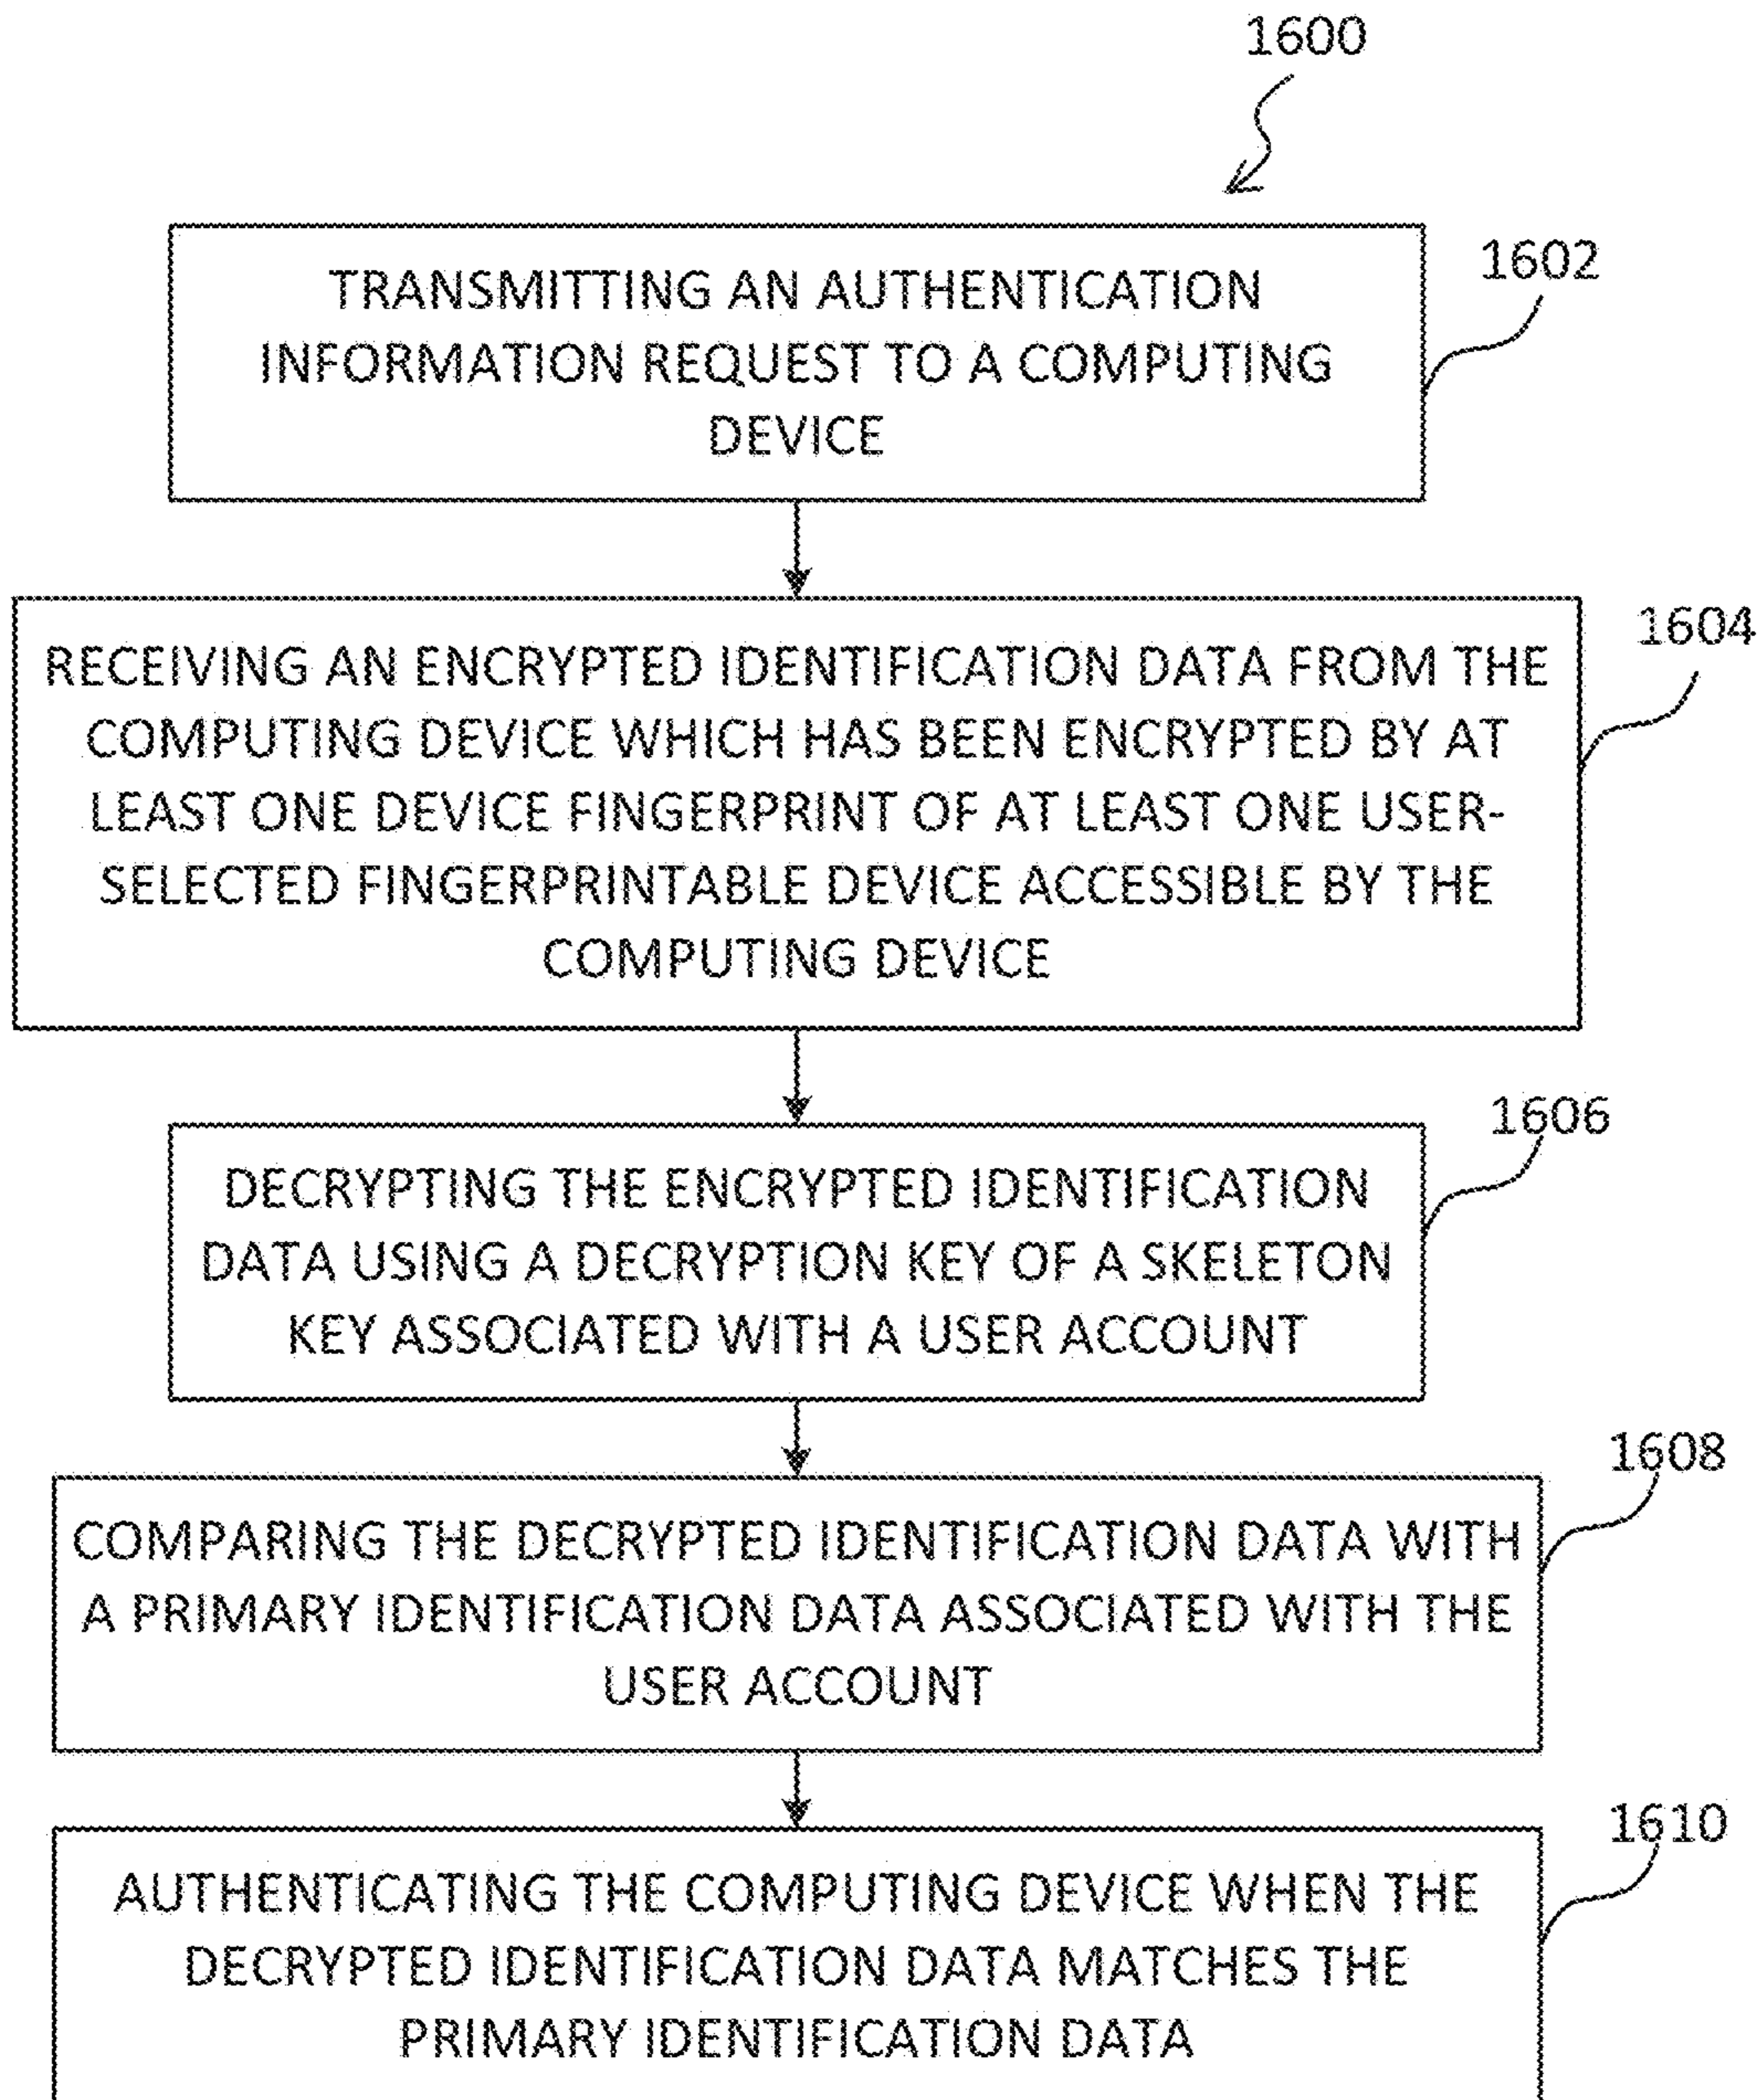 1600
1602
TRANSMITTING AN AUTHENTICATION
INFORMATION REQUEST TO A COMPUTING
DEVICE
1604
RECEIVING AN ENCRYPTED IDENTIFICATION DATA FROM THE
COMPUTING DEVICE WHICH HAS BEEN ENCRYPTED BY AT
LEAST ONE DEVICE FINGERPRINT OF AT LEAST ONE USER-
SELECTED FINGERPRINTABLE DEVICE ACCESSIBLE BY THE
COMPUTING DEVICE
1606
DECRYPTING THE ENCRYPTED IDENTIFICATION
DATA USING A DECRYPTION KEY OF A SKELETON
KEY ASSOCIATED WITH A USER ACCOUNT
1608
COMPARING THE DECRYPTED IDENTIFICATION DATA WITH
A PRIMARY IDENTIFICATION DATA ASSOCIATED WITH THE
USER ACCOUNT
1610
AUTHENTICATING THE COMPUTING DEVICE WHEN THE
DECRYPTED IDENTIFICATION DATA MATCHES THE
PRIMARY IDENTIFICATION DATA